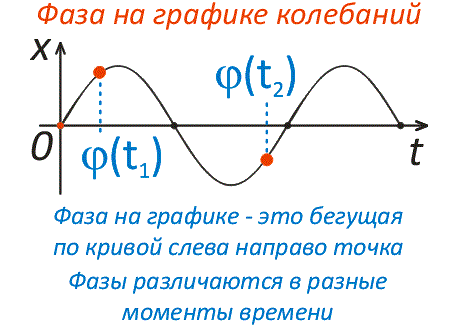 Фаза на графике колебаний
x
φ(t₂)
0
φ(t₁)
t
Фаза на графике - это бегущая
по кривой слева направо точка
Фазы различаются в разные
моменты времени